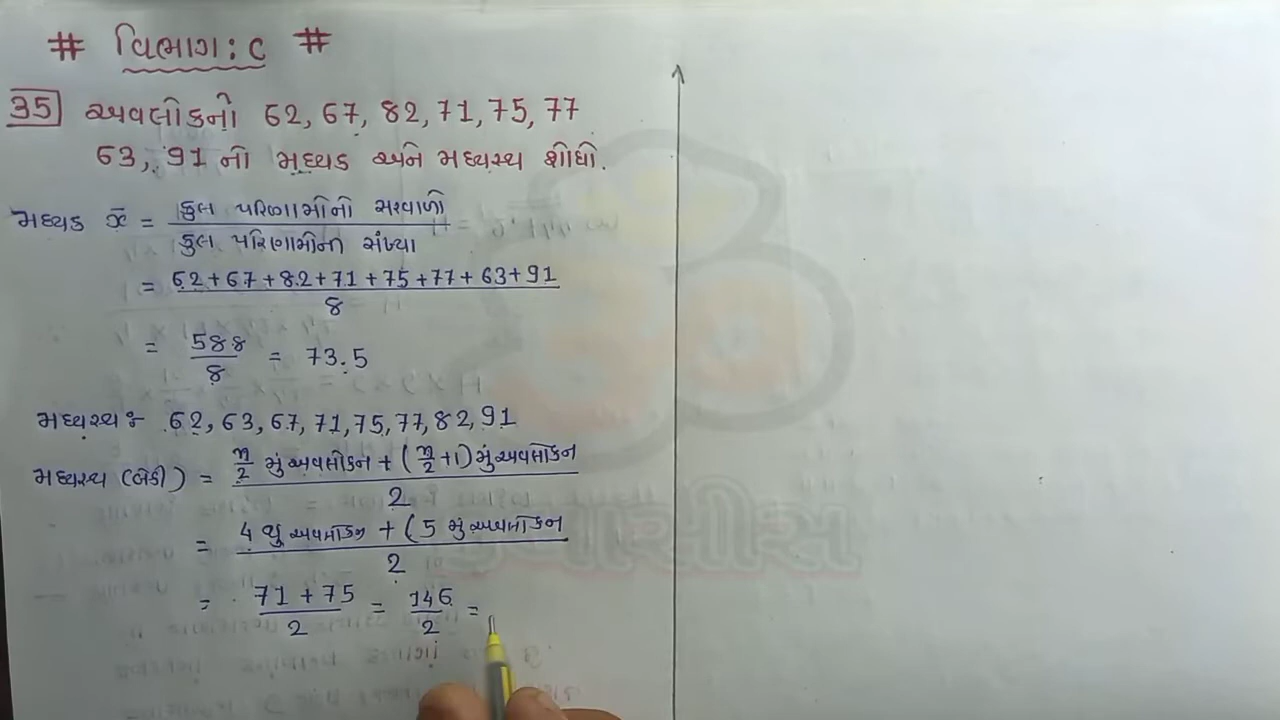 # વિભાગ : C #
35 અવલોકનો 62, 67, 82, 71, 75, 77
63, 91 નો મધ્યક અને મધ્યસ્થ શોધો.
મધ્યક x̄ = કુલ પરિણામોનો સરવાળો / કુલ પરિણામોની સંખ્યા
= 62+67+82+71+75+77+63+91 / 8
= 588/8 = 73.5
મધ્યસ્થ :- 62, 63, 67, 71, 75, 77, 82, 91
મધ્યસ્થ (બેકી) = n/2 મું અવલોકન + (n/2 +1) મું અવલોકન / 2
= 4 થુ અવલોકન + (5 મું અવલોકન / 2
= 71 + 75 / 2 = 146/2 =